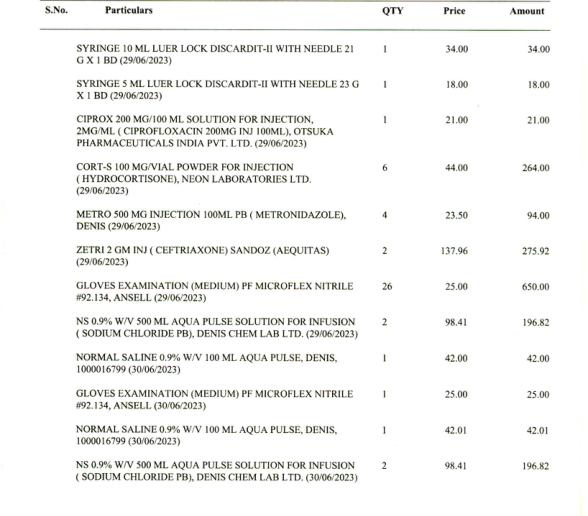 S.No. Particulars QTY Price Amount
SYRINGE 10 ML LUER LOCK DISCARDIT-II WITH NEEDLE 21 1 34.00 34.00
G X 1 BD (29/06/2023)
SYRINGE 5 ML LUER LOCK DISCARDIT-II WITH NEEDLE 23 G 1 18.00 18.00
X 1 BD (29/06/2023)
CIPROX 200 MG/100 ML SOLUTION FOR INJECTION, 1 21.00 21.00
2MG/ML ( CIPROFLOXACIN 200MG INJ 100ML), OTSUKA
PHARMACEUTICALS INDIA PVT. LTD. (29/06/2023)
CORT-S 100 MG/VIAL POWDER FOR INJECTION 6 44.00 264.00
( HYDROCORTISONE), NEON LABORATORIES LTD.
(29/06/2023)
METRO 500 MG INJECTION 100ML PB ( METRONIDAZOLE), 4 23.50 94.00
DENIS (29/06/2023)
ZETRI 2 GM INJ ( CEFTRIAXONE) SANDOZ (AEQUITAS) 2 137.96 275.92
(29/06/2023)
GLOVES EXAMINATION (MEDIUM) PF MICROFLEX NITRILE 26 25.00 650.00
#92.134, ANSELL (29/06/2023)
NS 0.9% W/V 500 ML AQUA PULSE SOLUTION FOR INFUSION 2 98.41 196.82
( SODIUM CHLORIDE PB), DENIS CHEM LAB LTD. (29/06/2023)
NORMAL SALINE 0.9% W/V 100 ML AQUA PULSE, DENIS, 1 42.00 42.00
1000016799 (30/06/2023)
GLOVES EXAMINATION (MEDIUM) PF MICROFLEX NITRILE 1 25.00 25.00
#92.134, ANSELL (30/06/2023)
NORMAL SALINE 0.9% W/V 100 ML AQUA PULSE, DENIS, 1 42.01 42.01
1000016799 (30/06/2023)
NS 0.9% W/V 500 ML AQUA PULSE SOLUTION FOR INFUSION 2 98.41 196.82
( SODIUM CHLORIDE PB), DENIS CHEM LAB LTD. (30/06/2023)